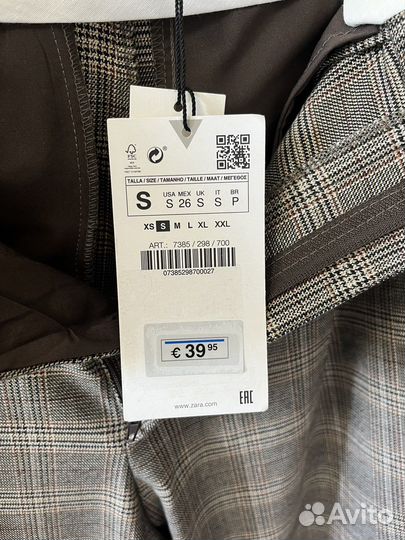 FSC
TALLA / SIZE / TAMANHO / TAILLE / MAAT / ΜΕΓΕΘΟΣ
S
USA MEX UK IT BR
S 26 S S P
XS S M L XL XXL
ART.: 7385 / 298 / 700
07385298700027
€ 39 95
EAC
www.zara.com
Avito